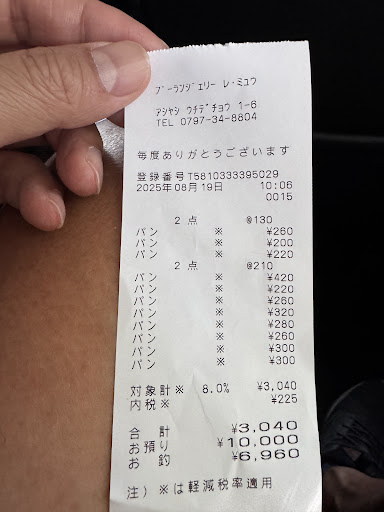 ブーランジェリー レ・ミュウ
アシヤシ ウチデチョウ 1-6
TEL 0797-34-8804
毎度ありがとうございます
登録番号T5810333395029
2025年08月19日 10:06
0015
2点 @130
パン ※ ¥260
パン ※ ¥200
パン ※ ¥220
2点 @210
パン ※ ¥420
パン ※ ¥220
パン ※ ¥260
パン ※ ¥320
パン ※ ¥280
パン ※ ¥260
パン ※ ¥300
パン ※ ¥300
対象計※ 8.0% ¥3,040
内税※ ¥225
合計 ¥3,040
お預り ¥10,000
お釣 ¥6,960
注)※は軽減税率適用